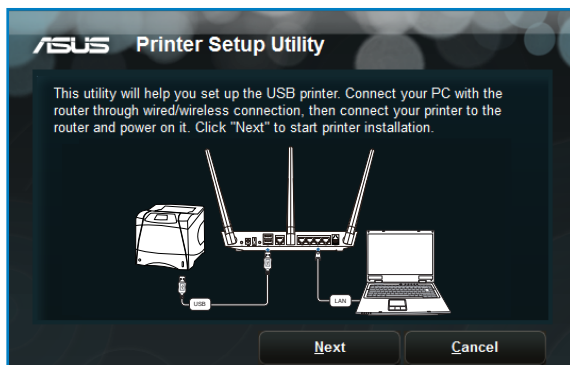 ASUS Printer Setup Utility
This utility will help you set up the USB printer. Connect your PC with the
router through wired/wireless connection, then connect your printer to the
router and power on it. Click "Next" to start printer installation.
USB
LAN
Next
Cancel